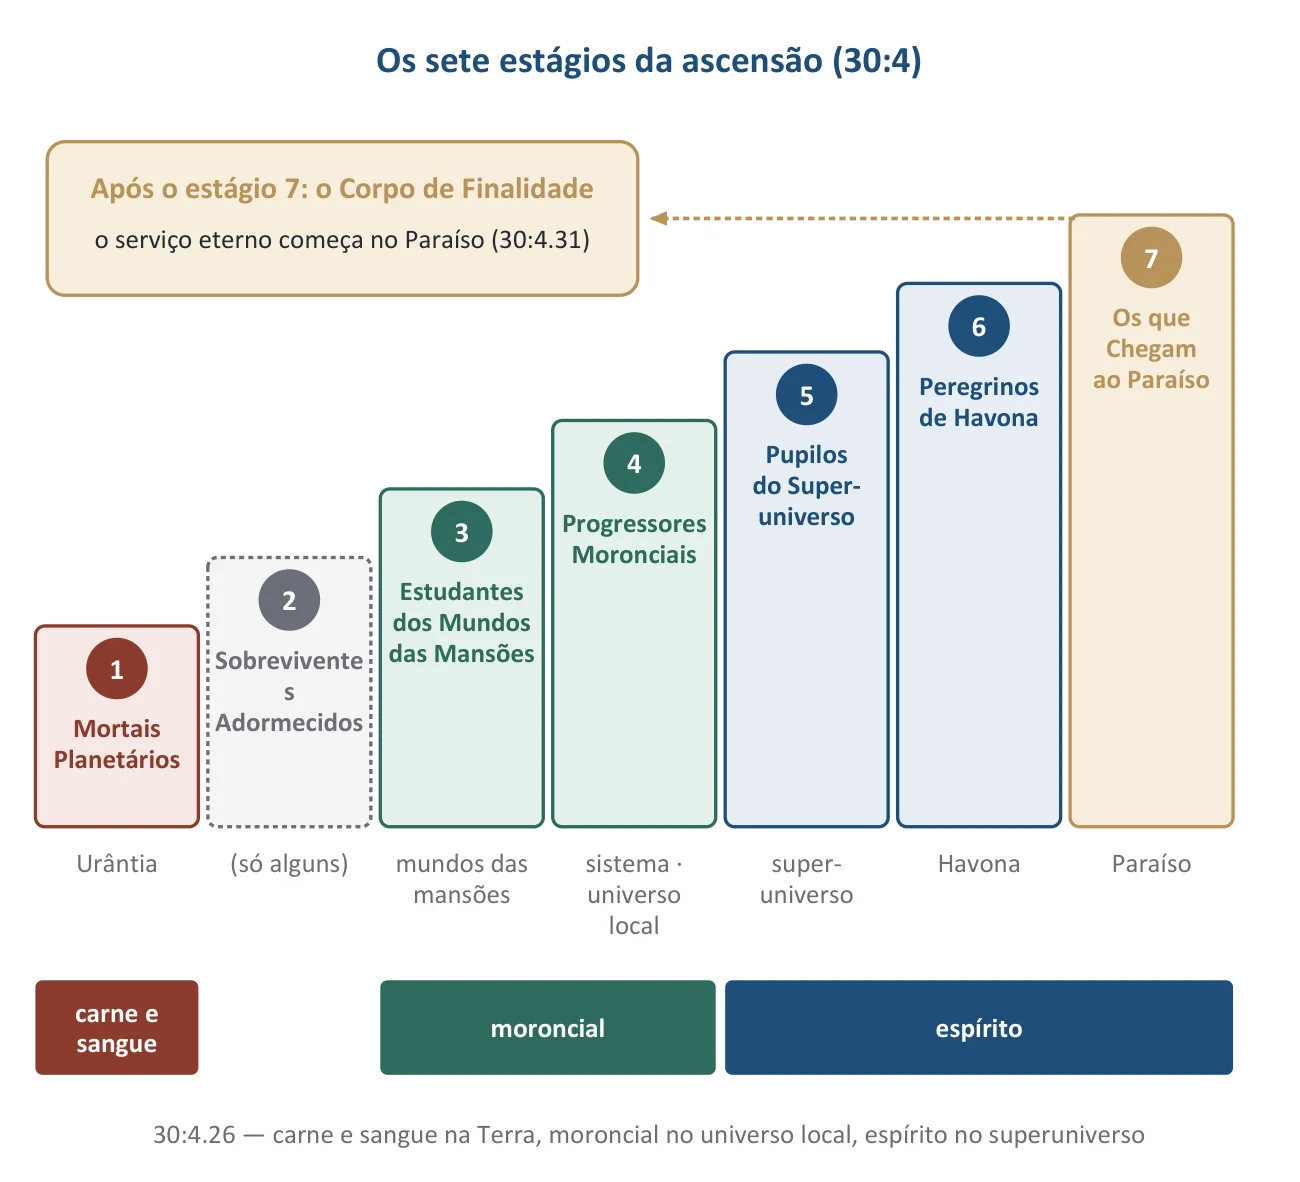 Os sete estágios da ascensão (30:4)
Após o estágio 7: o Corpo de Finalidade
o serviço eterno começa no Paraíso (30:4.31)
1
Mortais
Planetários
2
Sobrevivente
s
Adormecidos
3
Estudantes
dos Mundos
das Mansões
4
Progressores
Moronciais
5
Pupilos
do Super-
universo
6
Peregrinos
de Havona
7
Os que
Chegam
ao Paraíso
Urântia
(só alguns)
mundos das
mansões
sistema ·
universo
local
super-
universo
Havona
Paraíso
carne e
sangue
moroncial
espírito
30:4.26 — carne e sangue na Terra, moroncial no universo local, espírito no superuniverso